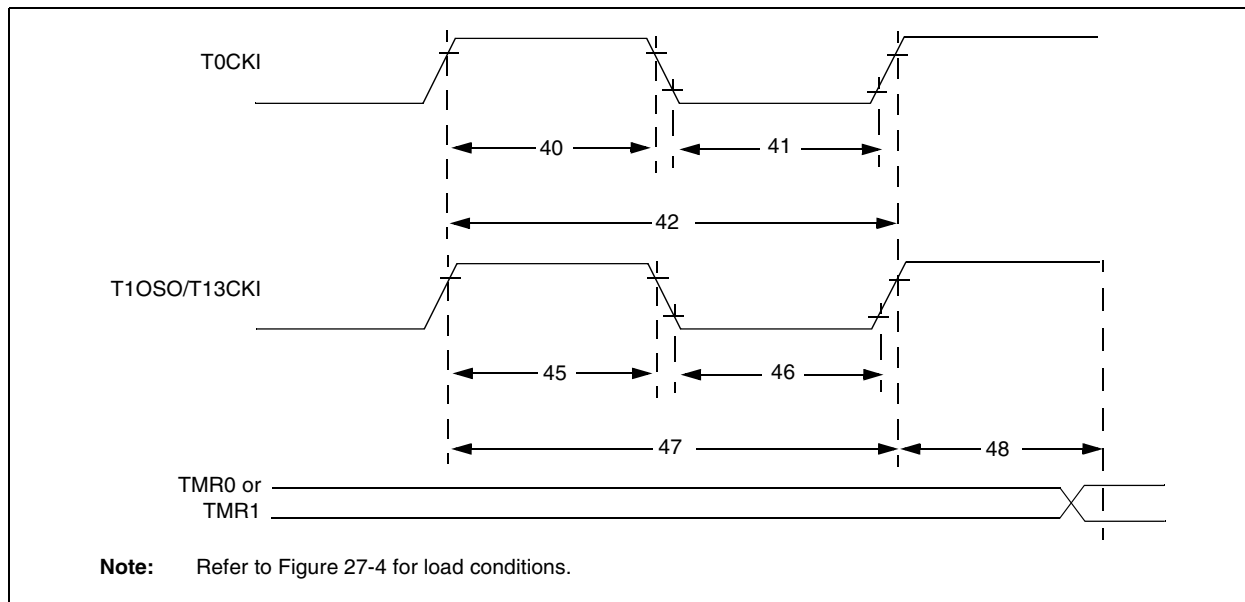 T0CKI
40
41
42
T1OSO/T13CKI
45
46
47
48
TMR0 or
TMR1
Note: Refer to Figure 27-4 for load conditions.